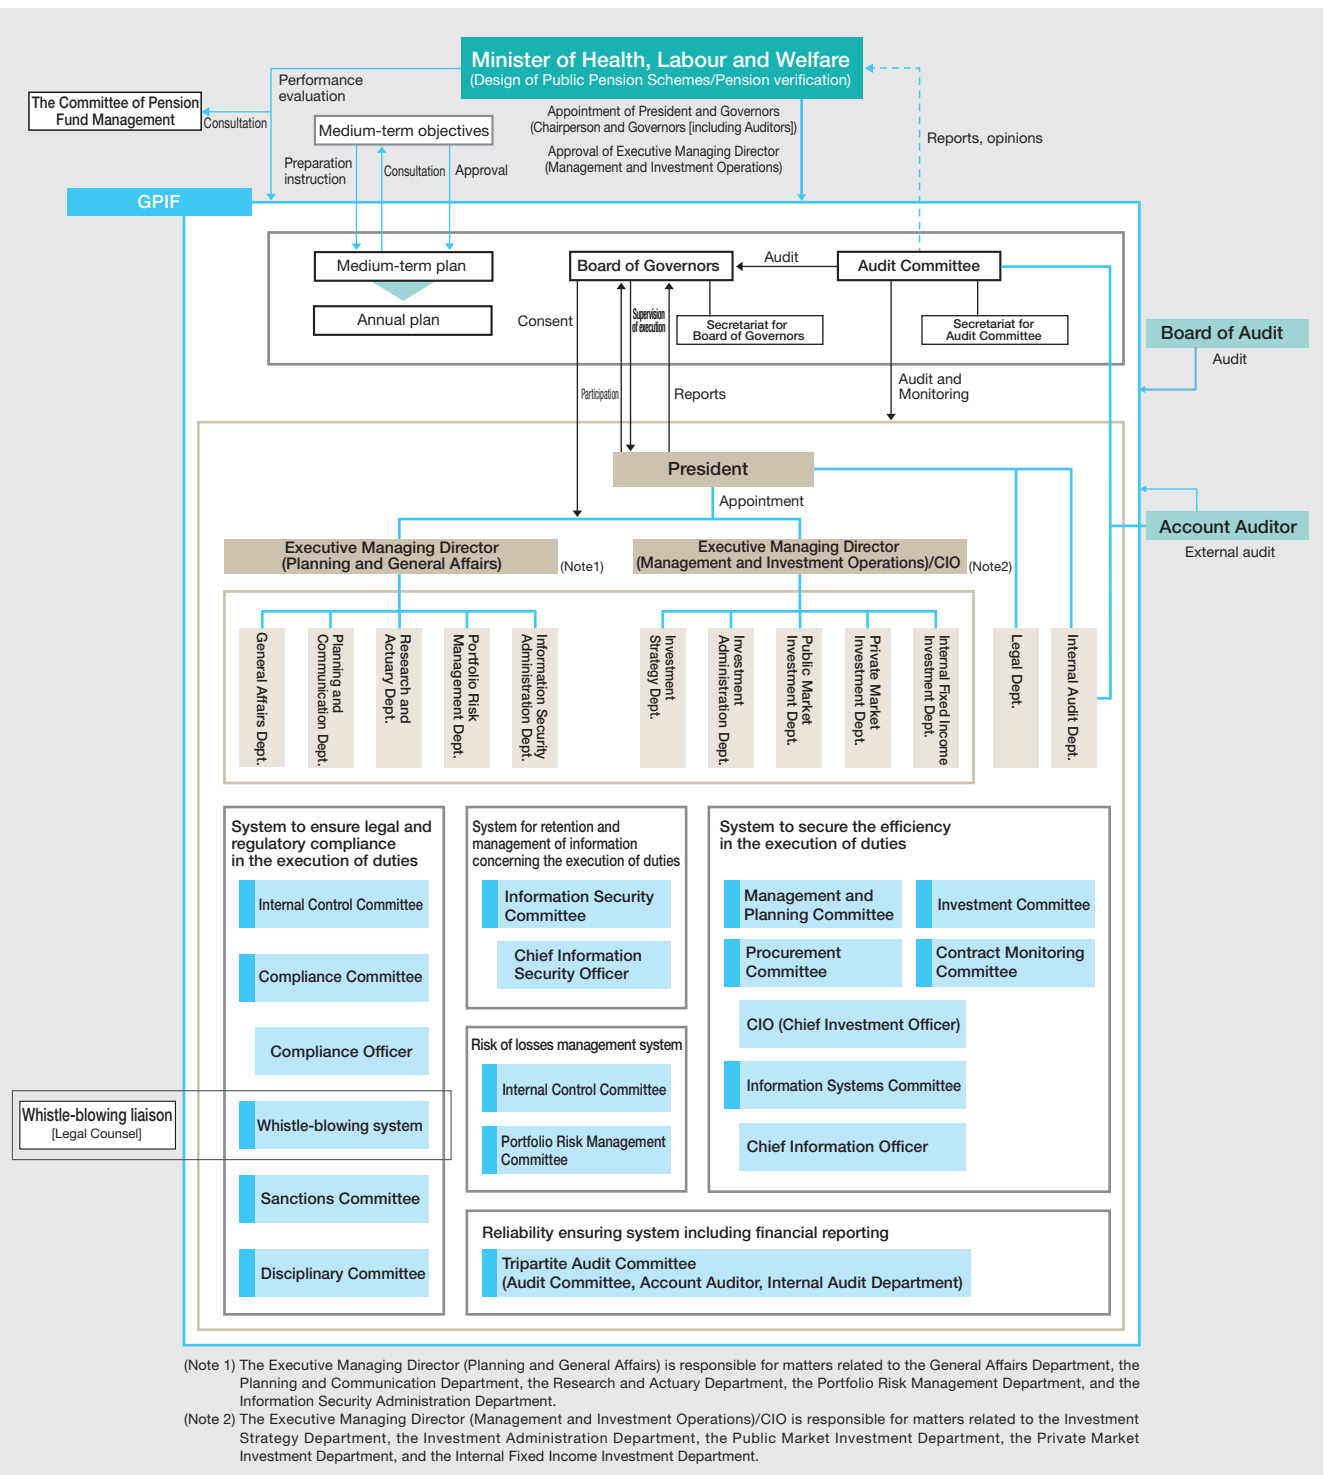 Minister of Health, Labour and Welfare
(Design of Public Pension Schemes/Pension verification)
Performance
evaluation
The Committee of Pension
Fund Management
Consultation
Appointment of President and Governors
(Chairperson and Governors [including Auditors])
Approval of Executive Managing Director
(Management and Investment Operations)
Reports, opinions
Medium-term objectives
Preparation
instruction
Consultation
Approval
GPIF
Medium-term plan
Annual plan
Board of Governors
Audit
Audit Committee
Consent
Supervision
of execution
Secretariat for
Board of Governors
Secretariat for
Audit Committee
Board of Audit
Audit
Participation
Reports
Audit and
Monitoring
President
Appointment
Account Auditor
External audit
Executive Managing Director
(Planning and General Affairs)
(Note1)
Executive Managing Director
(Management and Investment Operations)/CIO
(Note2)
General Affairs Dept.
Planning and
Communication Dept.
Research and
Actuary Dept.
Portfolio Risk
Management Dept.
Information Security
Administration Dept.
Investment
Strategy Dept.
Investment
Administration Dept.
Public Market
Investment Dept.
Private Market
Investment Dept.
Internal Fixed Income
Investment Dept.
Legal Dept.
Internal Audit Dept.
System to ensure legal and
regulatory compliance
in the execution of duties
Internal Control Committee
Compliance Committee
Compliance Officer
Whistle-blowing liaison
[Legal Counsel]
Whistle-blowing system
Sanctions Committee
Disciplinary Committee
System for retention and
management of information
concerning the execution of duties
Information Security
Committee
Chief Information
Security Officer
Risk of losses management system
Internal Control Committee
Portfolio Risk Management
Committee
System to secure the efficiency
in the execution of duties
Management and
Planning Committee
Investment Committee
Procurement
Committee
Contract Monitoring
Committee
CIO (Chief Investment Officer)
Information Systems Committee
Chief Information Officer
Reliability ensuring system including financial reporting
Tripartite Audit Committee
(Audit Committee, Account Auditor, Internal Audit Department)
(Note 1) The Executive Managing Director (Planning and General Affairs) is responsible for matters related to the General Affairs Department, the
Planning and Communication Department, the Research and Actuary Department, the Portfolio Risk Management Department, and the
Information Security Administration Department.
(Note 2) The Executive Managing Director (Management and Investment Operations)/CIO is responsible for matters related to the Investment
Strategy Department, the Investment Administration Department, the Public Market Investment Department, the Private Market
Investment Department, and the Internal Fixed Income Investment Department.